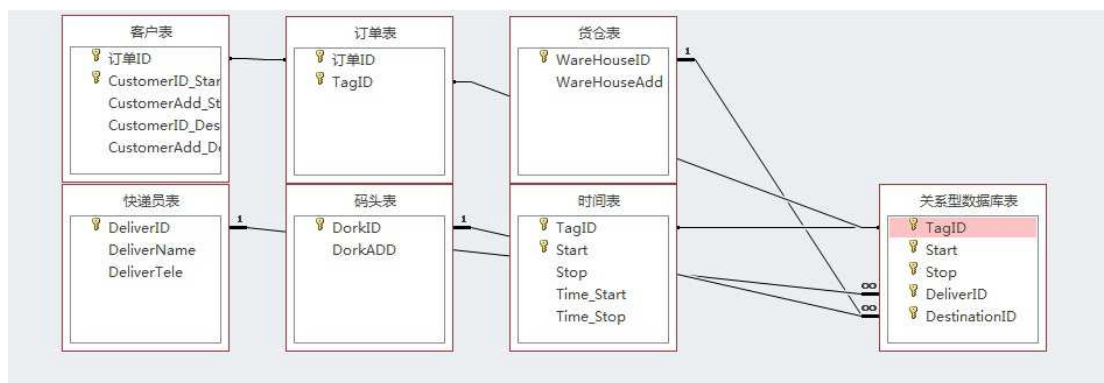 客户表
订单ID
CustomerID_Star
CustomerAdd_St
CustomerID_Des
CustomerAdd_De
订单表
订单ID
TagID
货仓表
WareHouseID
WareHouseAdd
1
快递员表
DeliverID
DeliverName
DeliverTele
1
码头表
DorkID
DorkADD
1
时间表
TagID
Start
Stop
Time_Start
Time_Stop
关系型数据库表
TagID
Start
Stop
DeliverID
DestinationID
∞
∞